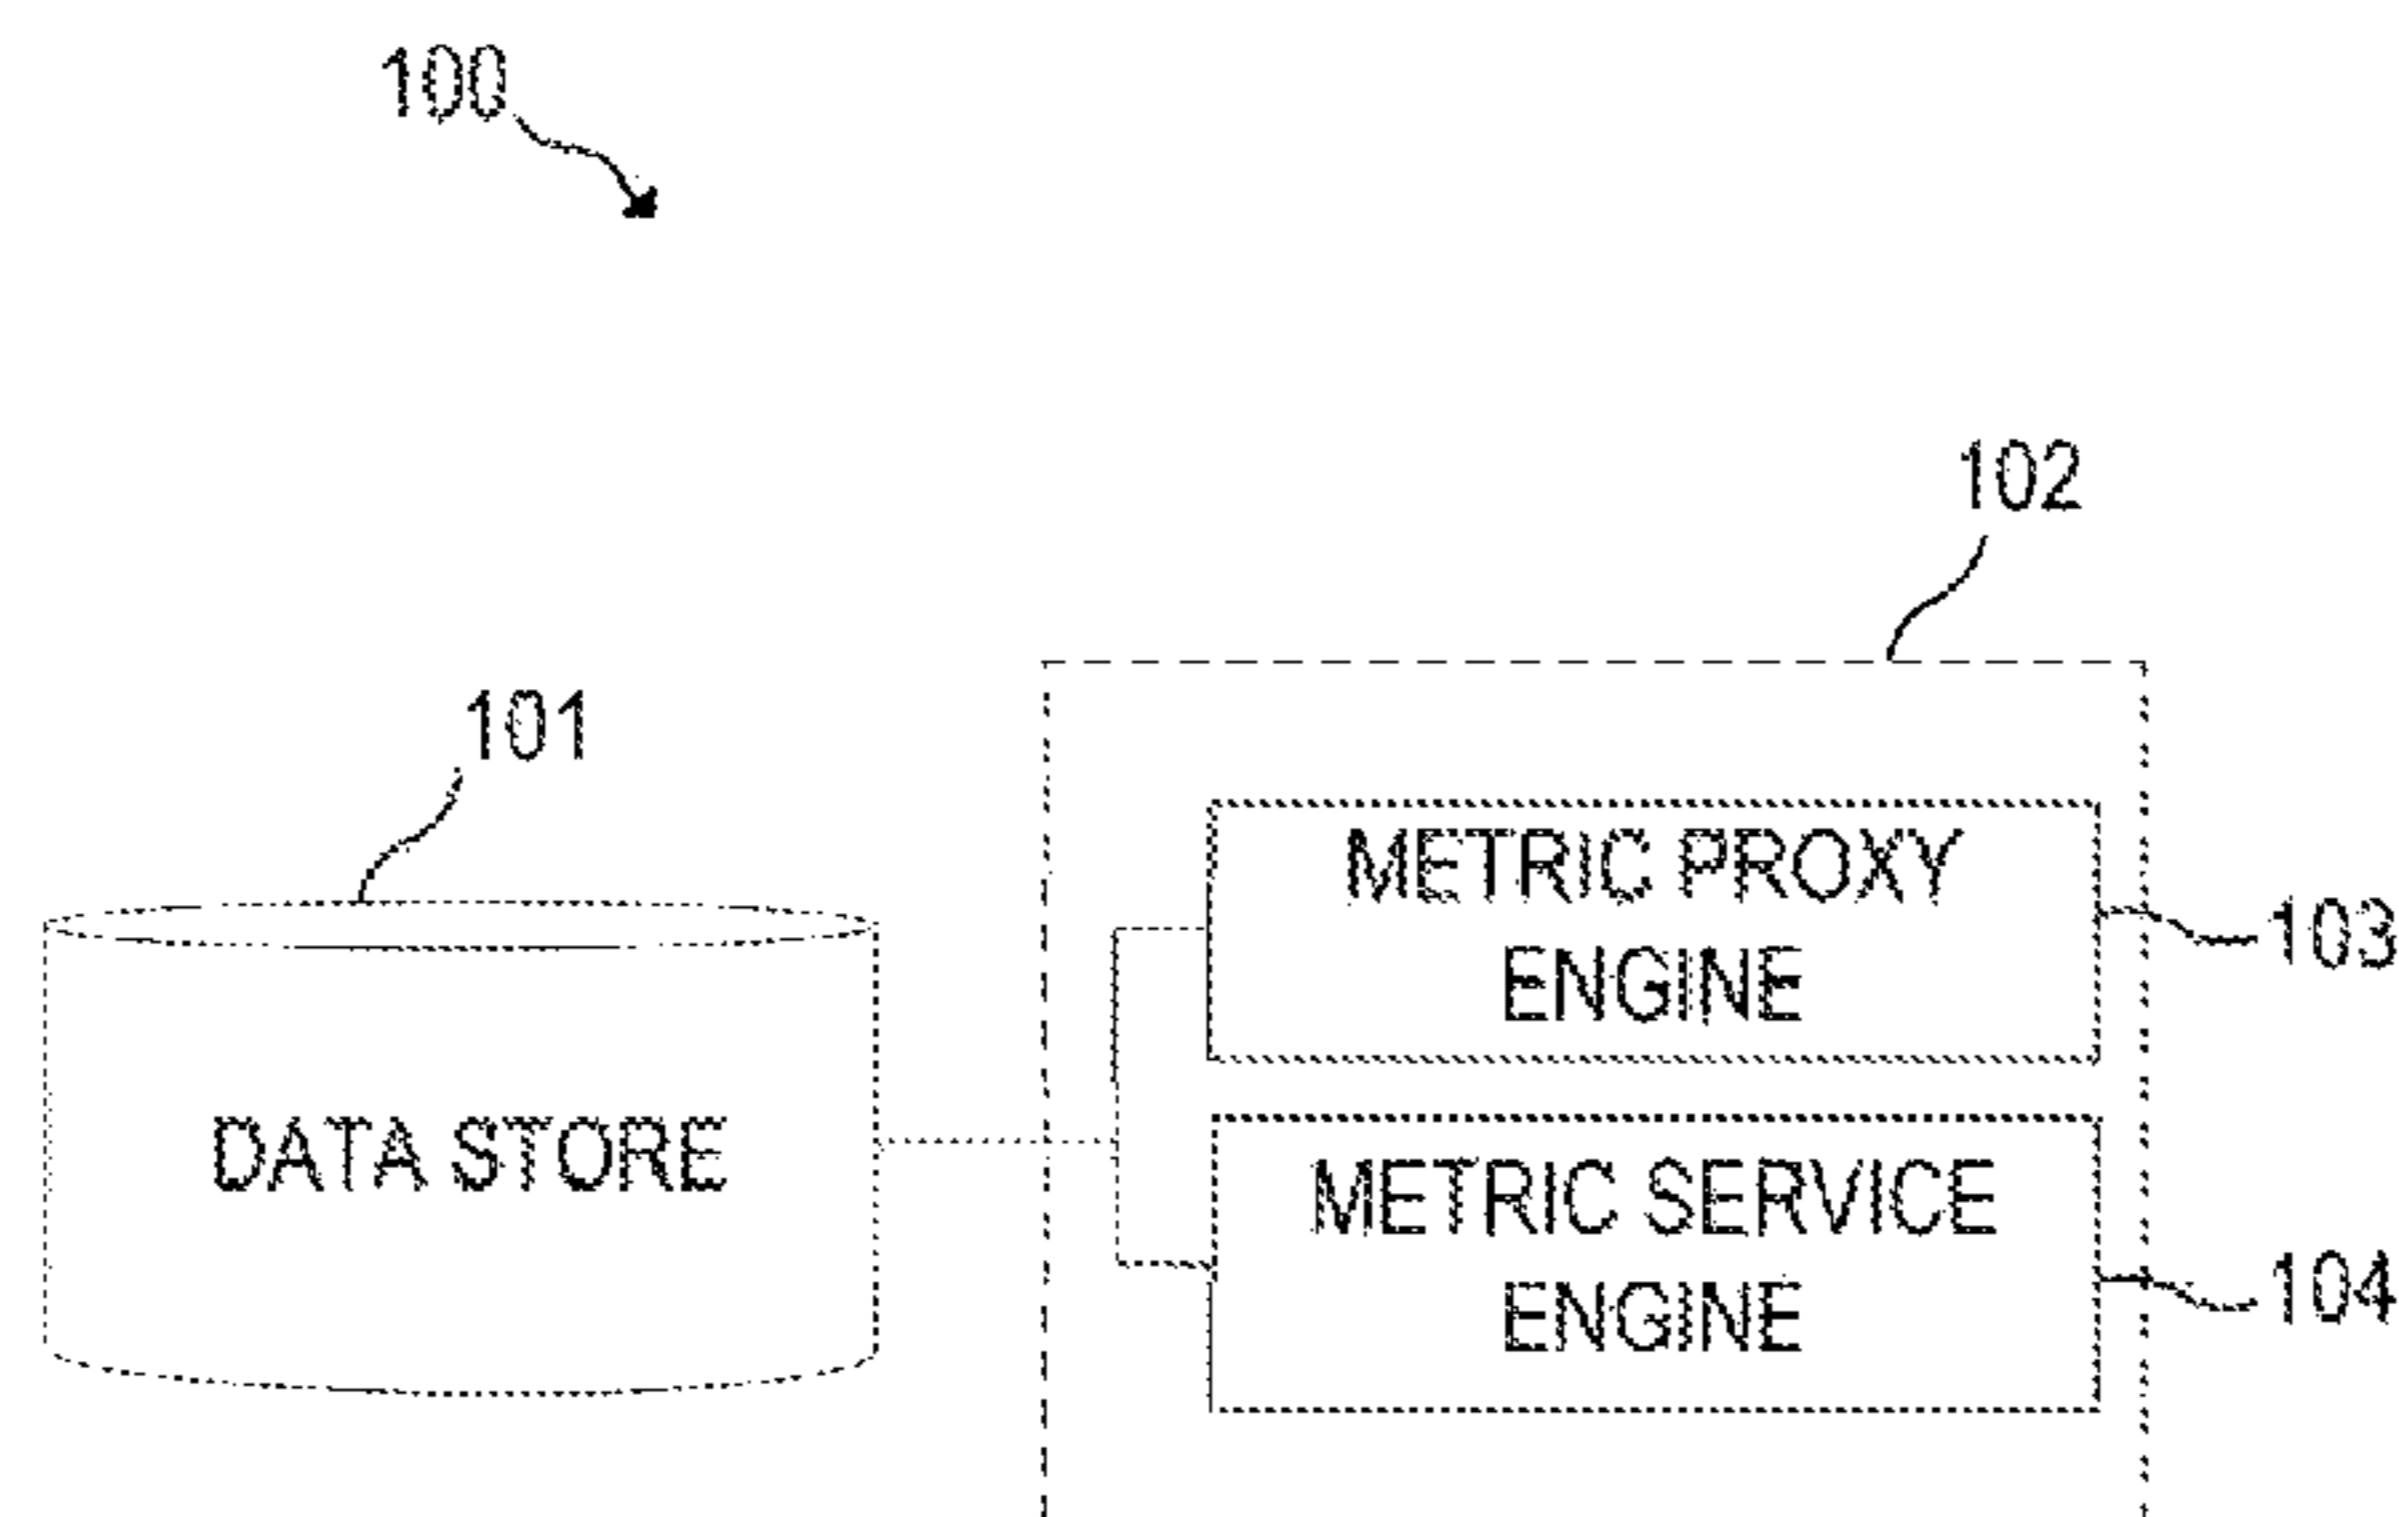 100
102
101
METRIC PROXY
ENGINE
103
DATA STORE
METRIC SERVICE
ENGINE
104